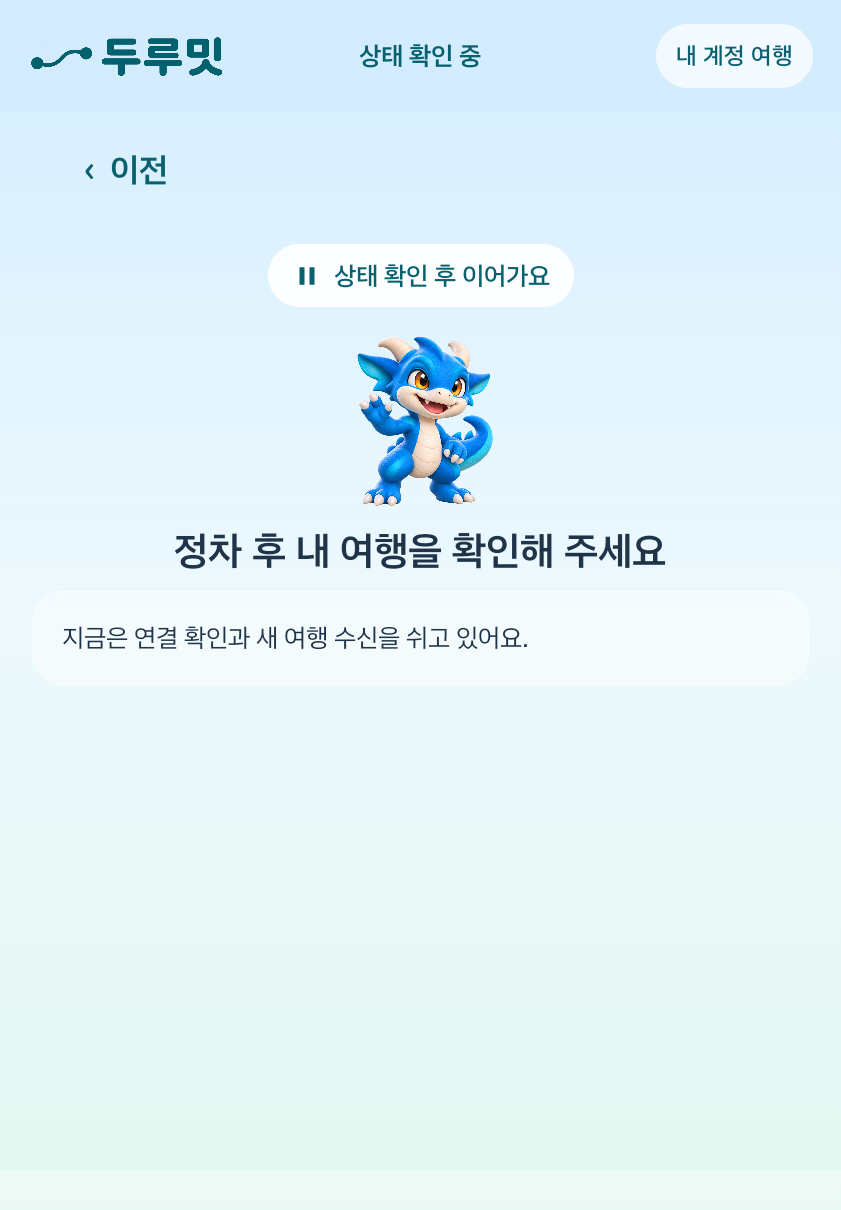 두루밋
상태 확인 중
내 계정 여행
이전
상태 확인 후 이어가요
정차 후 내 여행을 확인해 주세요
지금은 연결 확인과 새 여행 수신을 쉬고 있어요.